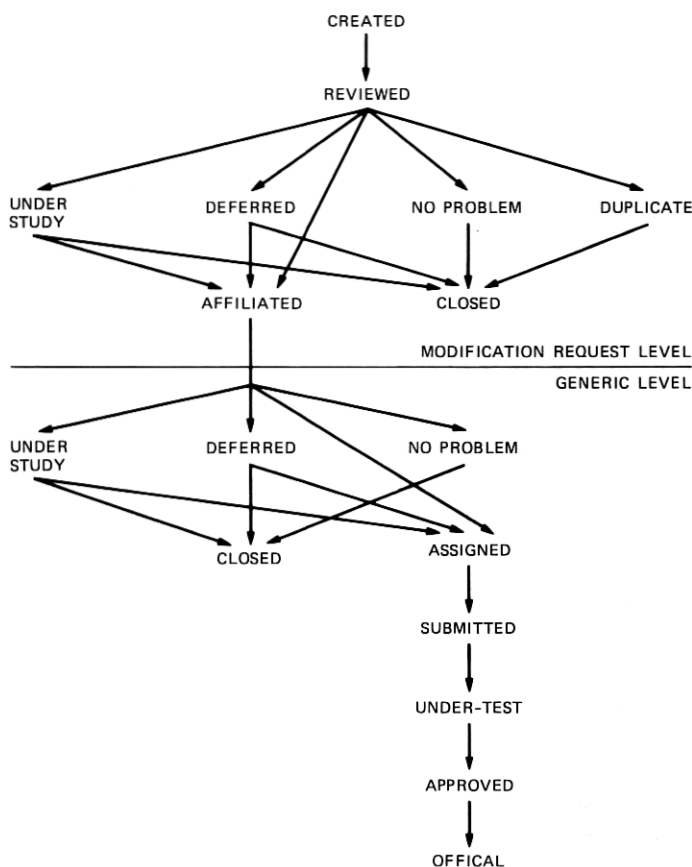 CREATED
REVIEWED
UNDER
STUDY
DEFERRED
NO PROBLEM
DUPLICATE
AFFILIATED
CLOSED
MODIFICATION REQUEST LEVEL
GENERIC LEVEL
UNDER
STUDY
DEFERRED
NO PROBLEM
CLOSED
ASSIGNED
SUBMITTED
UNDER-TEST
APPROVED
OFFICAL